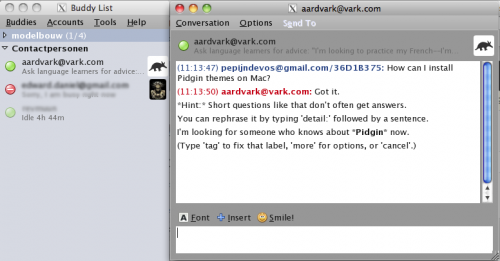 Buddy List
Buddies Accounts Tools Help
modelbouw (1/4)
Contactpersonen
aardvark@vark.com
Ask language learners for advice:
Sorry, I am busy right now
Idle 4h 44m
aardvark@vark.com
Conversation Options Send To
aardvark@vark.com
Ask language learners for advice. "I'm looking to practice my French—I'm...
(11:13:47) pepijndevos@gmail.com/36D1B375: How can I install
Pidgin themes on Mac?
(11:13:50) aardvark@vark.com: Got it.
*Hint:* Short questions like that don't often get answers.
You can rephrase it by typing 'detail:' followed by a sentence.
I'm looking for someone who knows about *Pidgin* now.
(Type 'tag' to fix that label, 'more' for options, or 'cancel'.)
A Font Insert Smile!